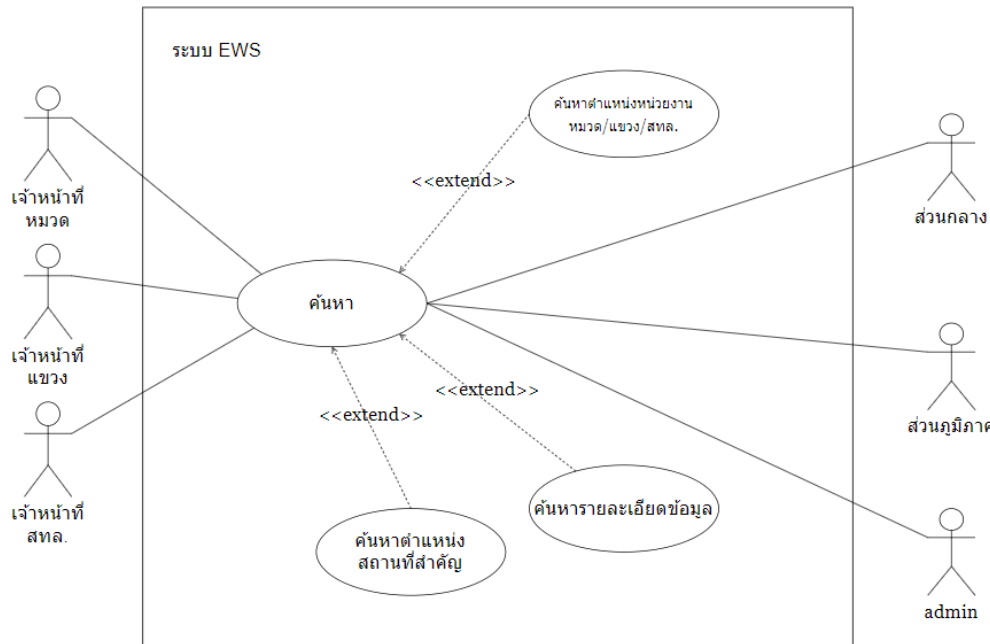 ระบบ EWS
ค้นหาตำแหน่งหน่วยงาน
หมวด/แขวง/สทล.
<<extend>>
เจ้าหน้าที่
หมวด
ส่วนกลาง
ค้นหา
เจ้าหน้าที่
แขวง
<<extend>>
<<extend>>
ส่วนภูมิภาค
เจ้าหน้าที่
สทล.
ค้นหารายละเอียดข้อมูล
ค้นหาตำแหน่ง
สถานที่สำคัญ
admin